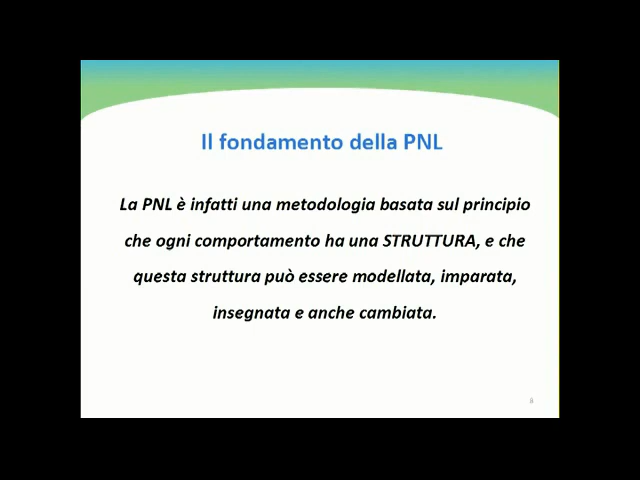 Il fondamento della PNL
La PNL è infatti una metodologia basata sul principio
che ogni comportamento ha una STRUTTURA, e che
questa struttura può essere modellata, imparata,
insegnata e anche cambiata.